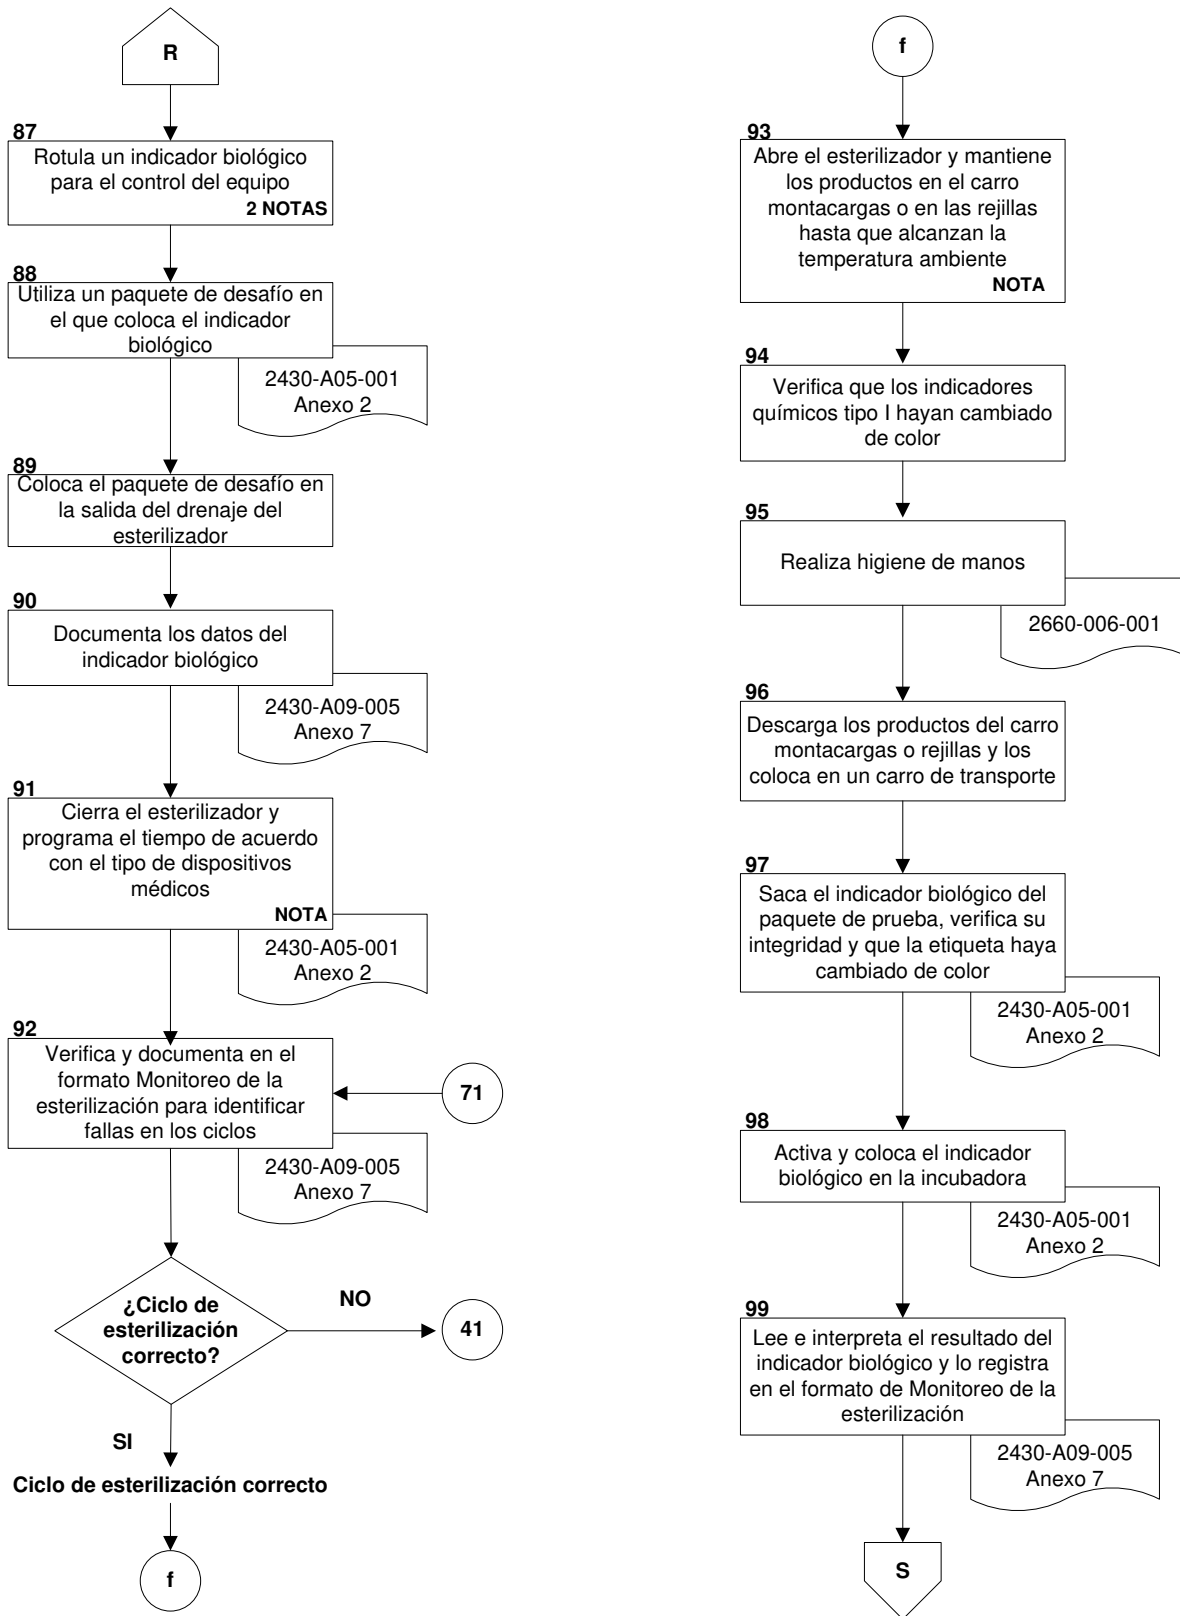 R
87
Rotula un indicador biológico
para el control del equipo
2 NOTAS
88
Utiliza un paquete de desafío en
el que coloca el indicador
biológico
2430-A05-001
Anexo 2
89
Coloca el paquete de desafío en
la salida del drenaje del
esterilizador
90
Documenta los datos del
indicador biológico
2430-A09-005
Anexo 7
91
Cierra el esterilizador y
programa el tiempo de acuerdo
con el tipo de dispositivos
médicos
NOTA
2430-A05-001
Anexo 2
92
Verifica y documenta en el
formato Monitoreo de la
esterilización para identificar
fallas en los ciclos
71
2430-A09-005
Anexo 7
¿Ciclo de
esterilización
correcto?
NO
41
SI
Ciclo de esterilización correcto
f
f
93
Abre el esterilizador y mantiene
los productos en el carro
montacargas o en las rejillas
hasta que alcanzan la
temperatura ambiente
NOTA
94
Verifica que los indicadores
químicos tipo I hayan cambiado
de color
95
Realiza higiene de manos
2660-006-001
96
Descarga los productos del carro
montacargas o rejillas y los
coloca en un carro de transporte
97
Saca el indicador biológico del
paquete de prueba, verifica su
integridad y que la etiqueta haya
cambiado de color
2430-A05-001
Anexo 2
98
Activa y coloca el indicador
biológico en la incubadora
2430-A05-001
Anexo 2
99
Lee e interpreta el resultado del
indicador biológico y lo registra
en el formato de Monitoreo de la
esterilización
2430-A09-005
Anexo 7
S